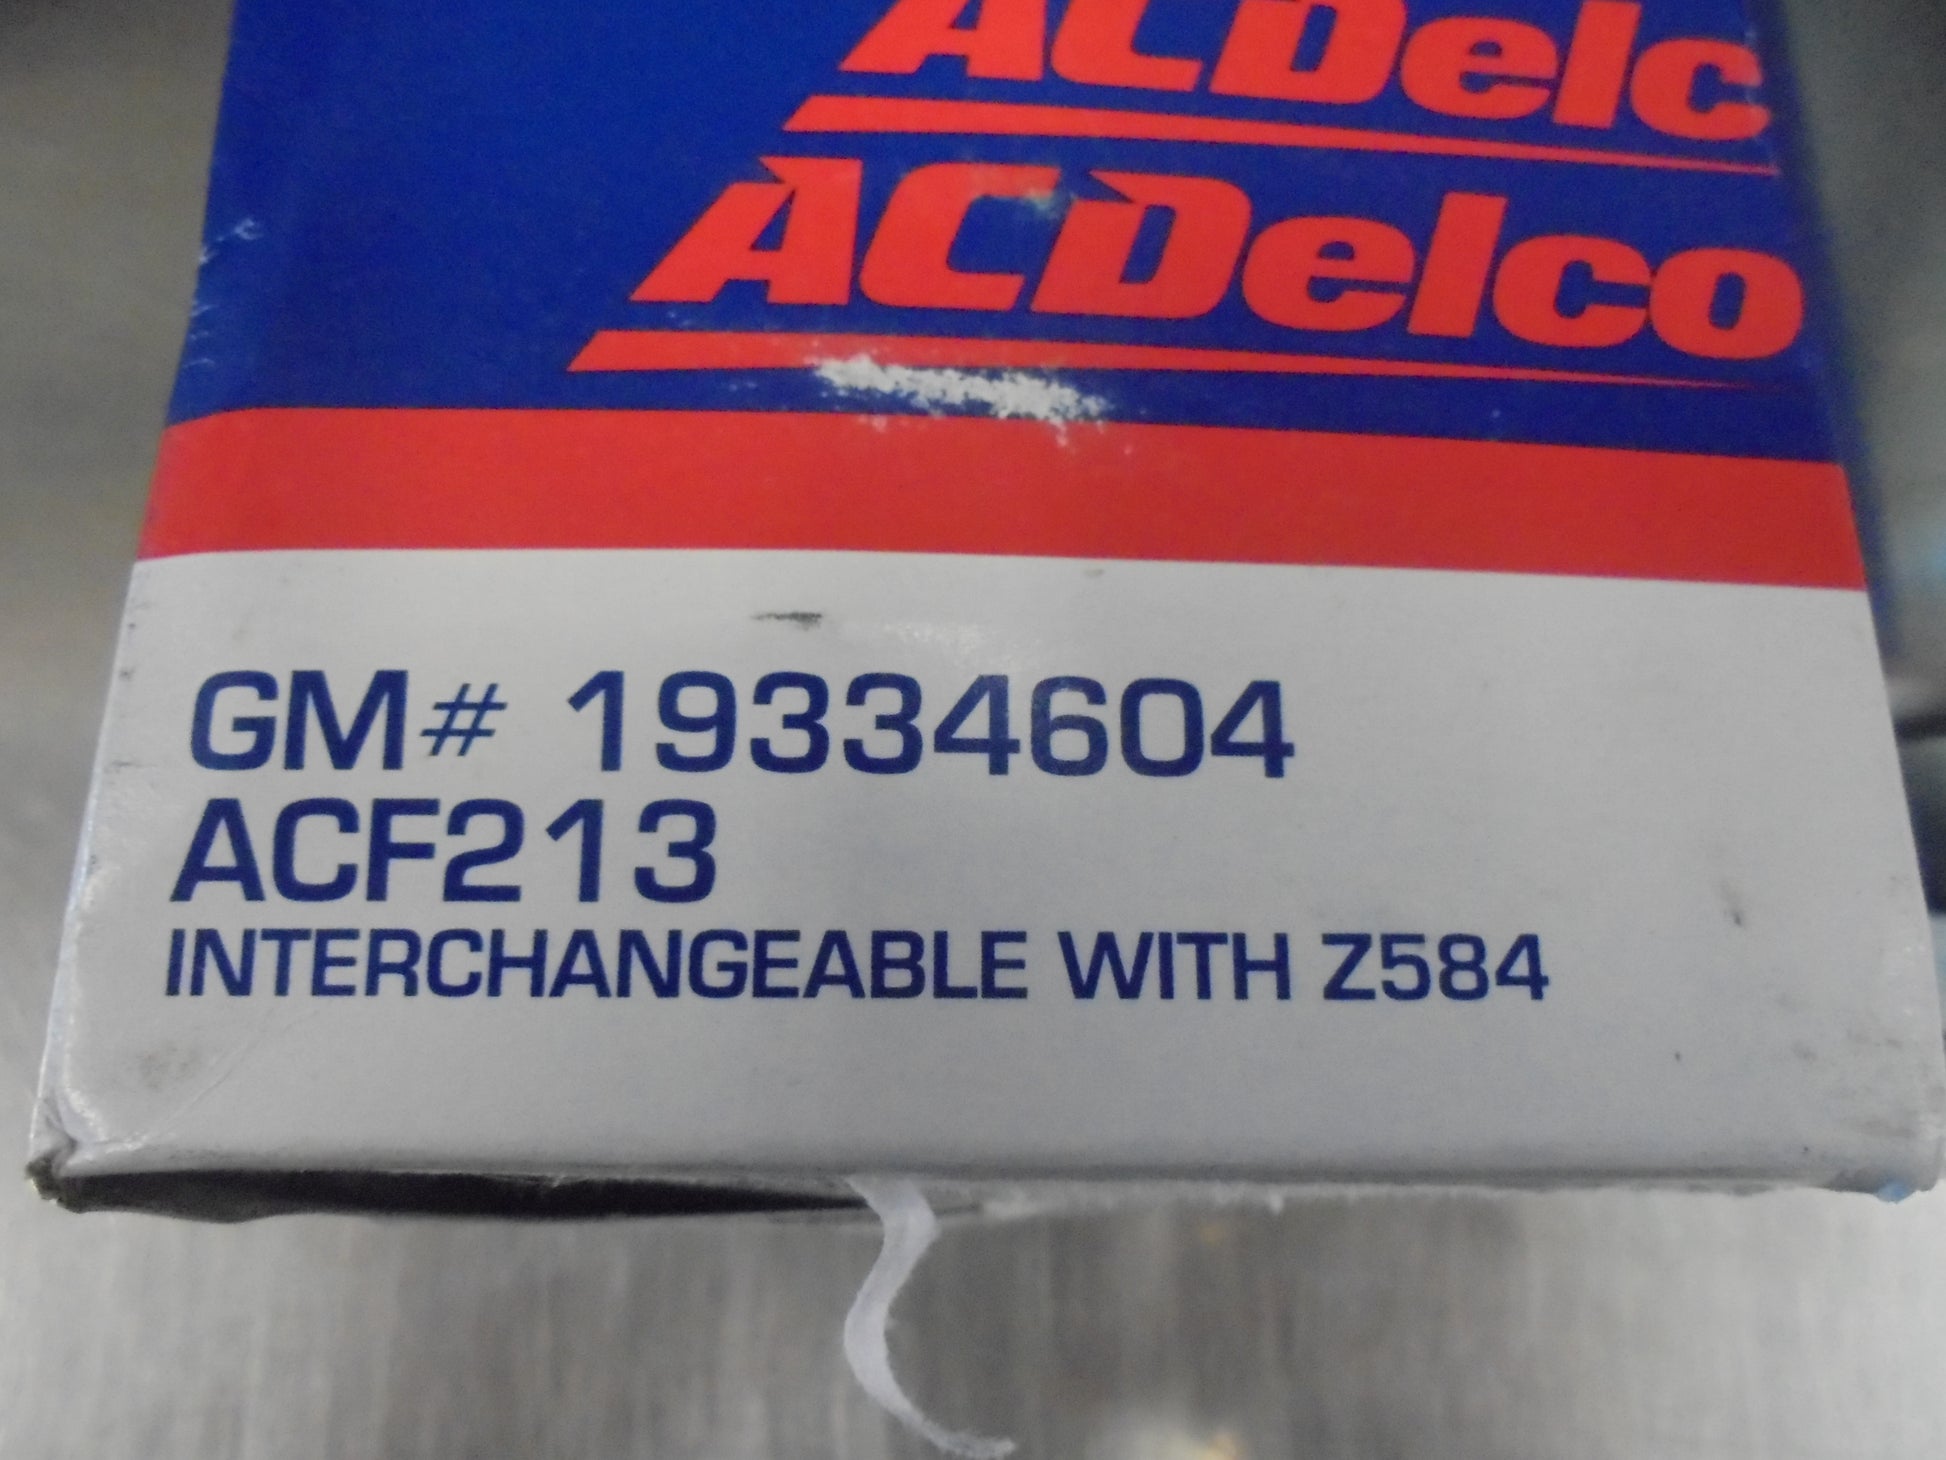 ACDelc
ACDelco
GM# 19334604
ACF213
INTERCHANGEABLE WITH Z584